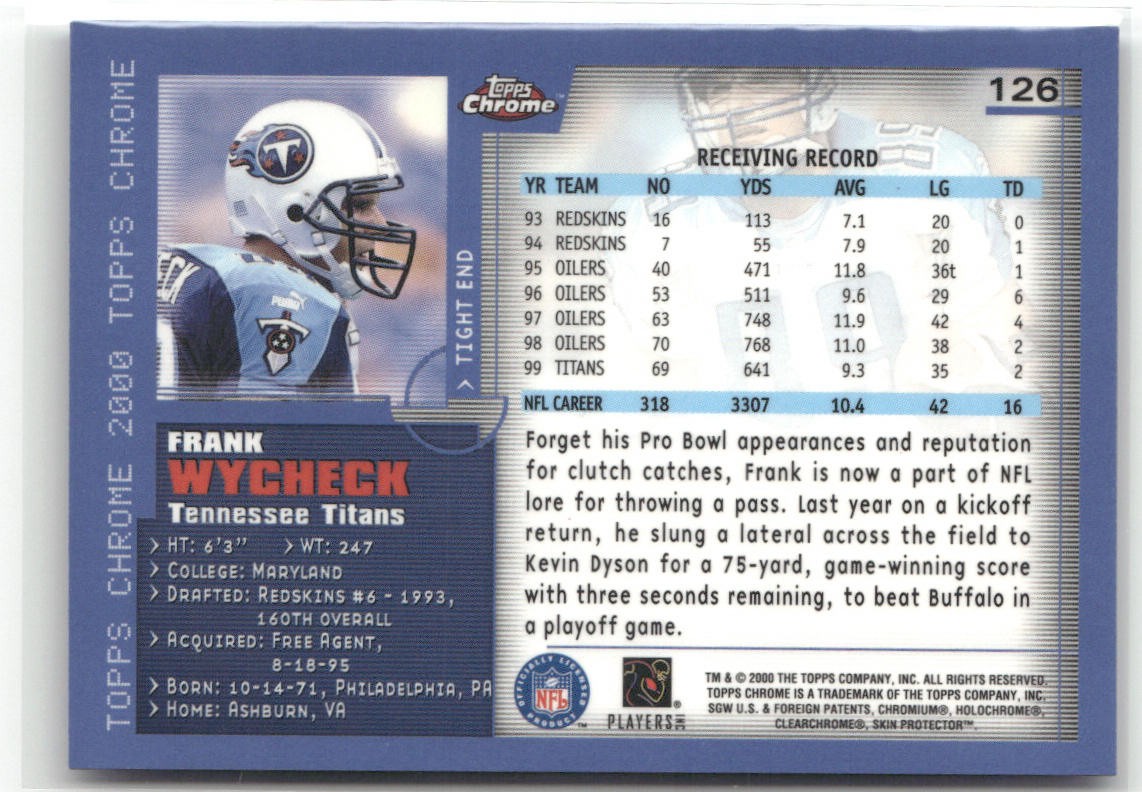 TOPPS CHROME 2000 TOPPS CHROME
Topps
Chrome™
126
> TIGHT END
PUMA
RECEIVING RECORD
YR TEAM NO YDS AVG LG TD
93 REDSKINS 16 113 7.1 20 0
94 REDSKINS 7 55 7.9 20 1
95 OILERS 40 471 11.8 36t 1
96 OILERS 53 511 9.6 29 6
97 OILERS 63 748 11.9 42 4
98 OILERS 70 768 11.0 38 2
99 TITANS 69 641 9.3 35 2
NFL CAREER 318 3307 10.4 42 16
FRANK
WYCHECK
Tennessee Titans
> HT: 6'3" > WT: 247
> COLLEGE: MARYLAND
> DRAFTED: REDSKINS #6 - 1993,
160TH OVERALL
> ACQUIRED: FREE AGENT,
8-18-95
> BORN: 10-14-71, PHILADELPHIA, PA
> HOME: ASHBURN, VA
Forget his Pro Bowl appearances and reputation
for clutch catches, Frank is now a part of NFL
lore for throwing a pass. Last year on a kickoff
return, he slung a lateral across the field to
Kevin Dyson for a 75-yard, game-winning score
with three seconds remaining, to beat Buffalo in
a playoff game.
OFFICIALLY LICENSED
NFL
PRODUCT™
PLAYERS INC®
TM & © 2000 THE TOPPS COMPANY, INC. ALL RIGHTS RESERVED.
TOPPS CHROME IS A TRADEMARK OF THE TOPPS COMPANY, INC.
SGW U.S. & FOREIGN PATENTS, CHROMIUM®, HOLOCHROME®,
CLEARCHROME®, SKIN PROTECTOR™.